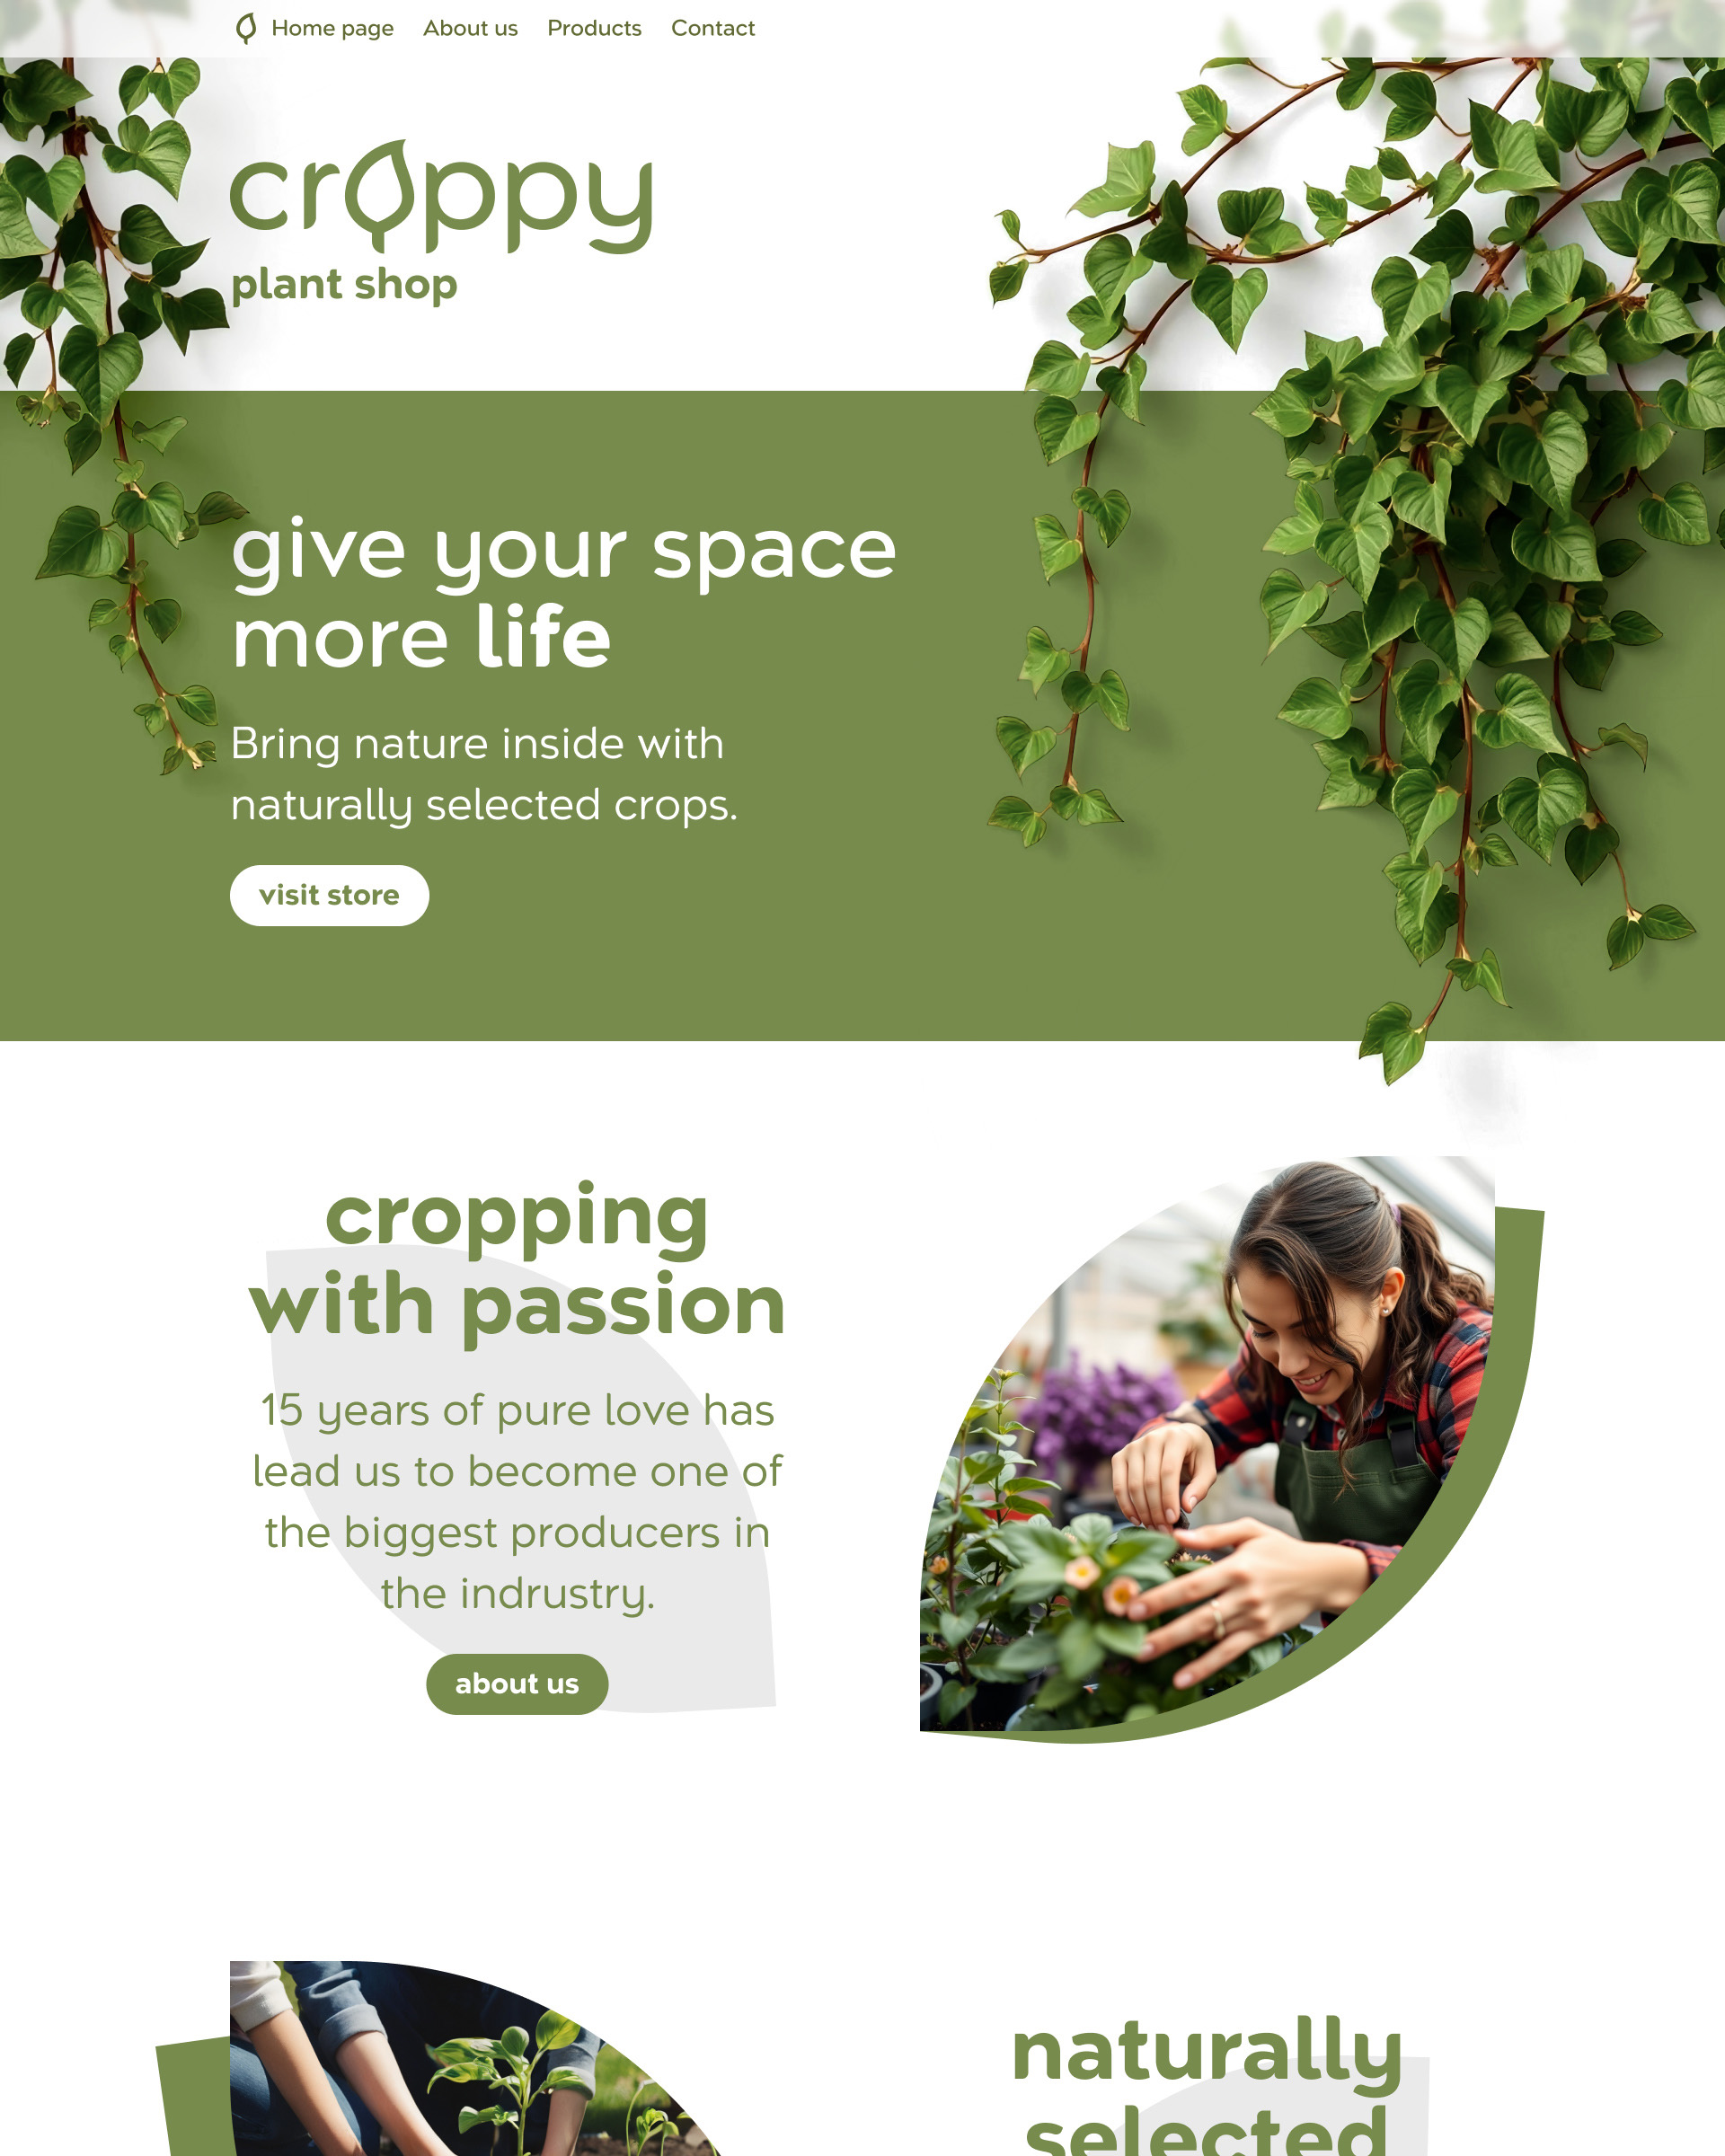 Home page About us Products Contact
croppy
plant shop
give your space
more life
Bring nature inside with
naturally selected crops.
visit store
cropping
with passion
15 years of pure love has
lead us to become one of
the biggest producers in
the indrustry.
about us
naturally
selected